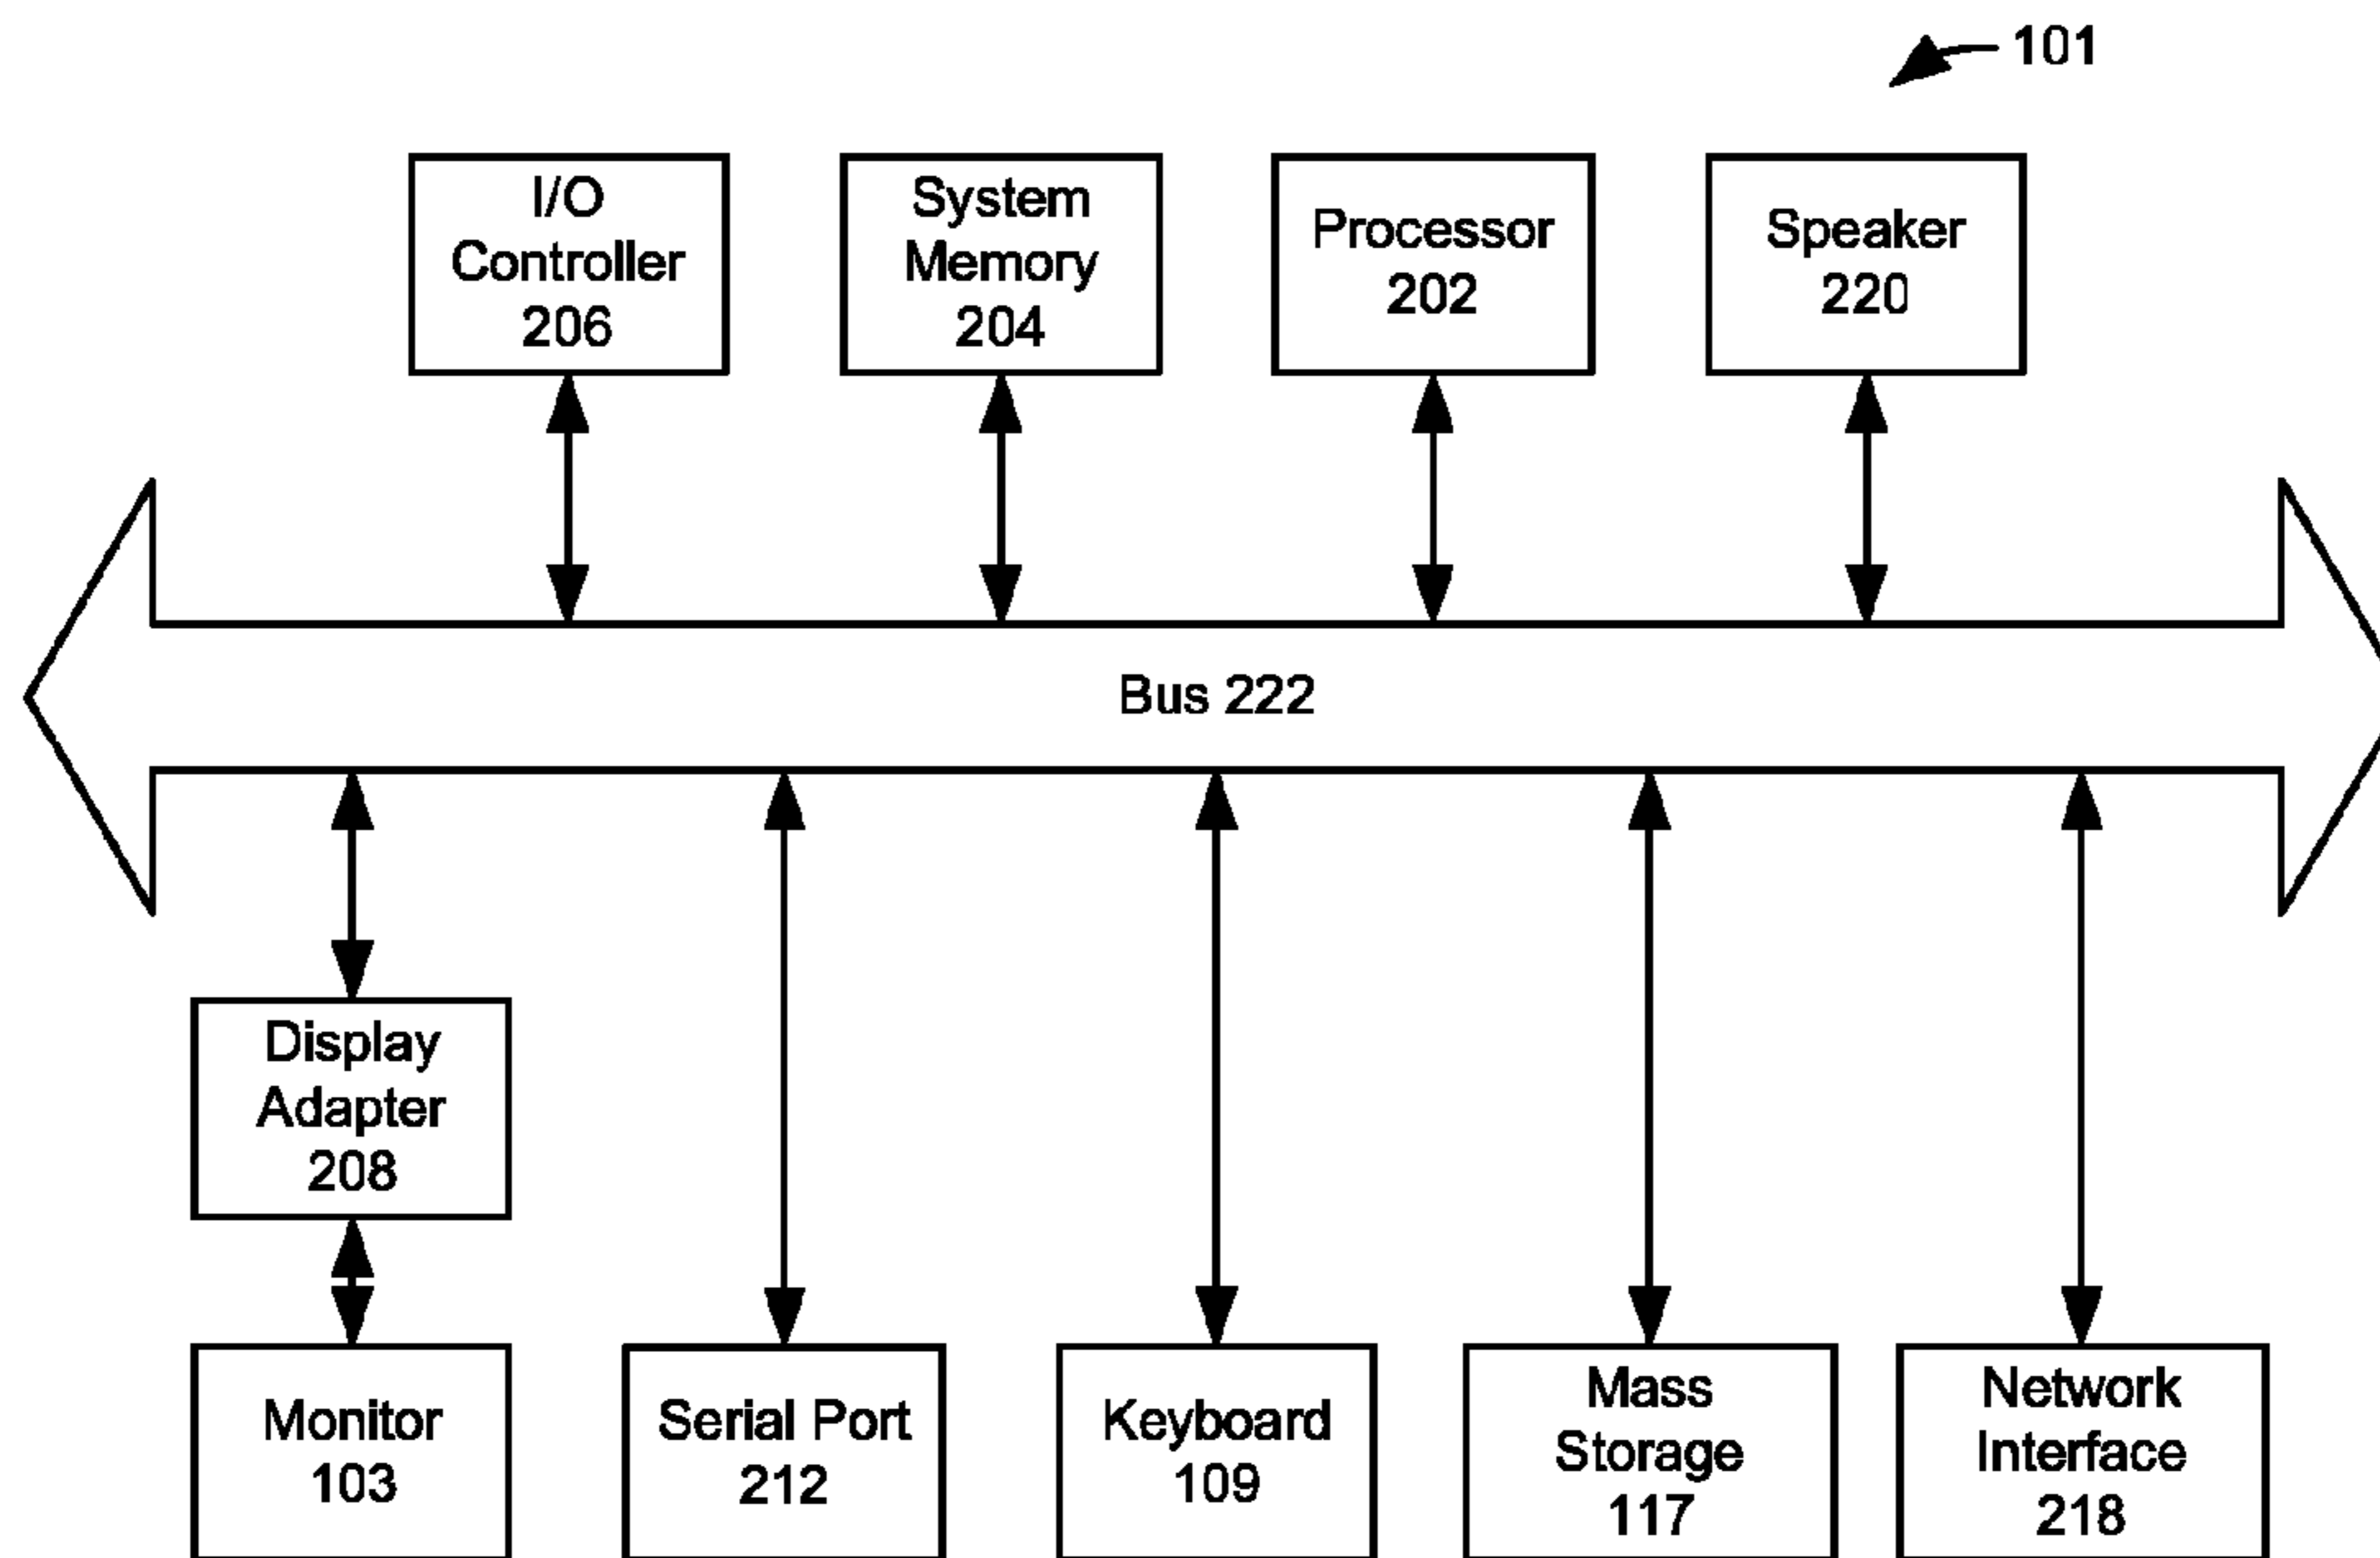 101
I/O
Controller
206
System
Memory
204
Processor
202
Speaker
220
Bus 222
Display
Adapter
208
Monitor
103
Serial Port
212
Keyboard
109
Mass
Storage
117
Network
Interface
218